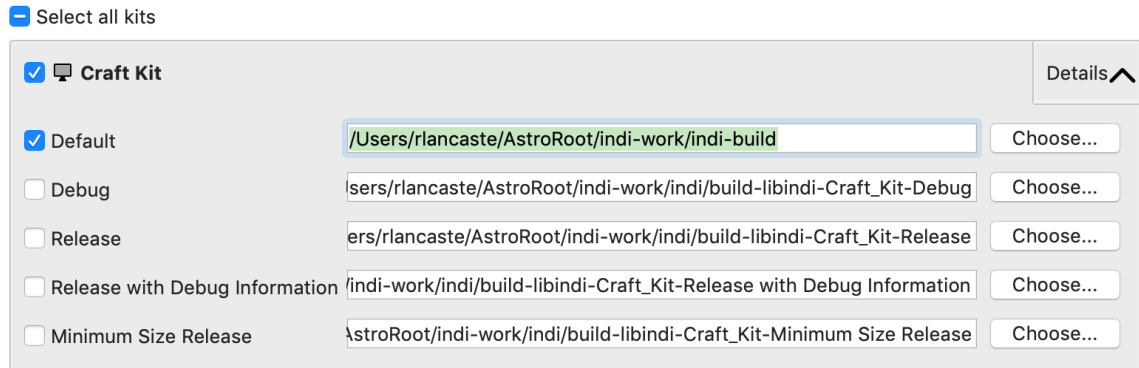 Select all kits
Craft Kit
Details
Default /Users/rlancaste/AstroRoot/indi-work/indi-build Choose...
Debug sers/rlancaste/AstroRoot/indi-work/indi/build-libindi-Craft_Kit-Debug Choose...
Release ers/rlancaste/AstroRoot/indi-work/indi/build-libindi-Craft_Kit-Release Choose...
Release with Debug Information /indi-work/indi/build-libindi-Craft_Kit-Release with Debug Information Choose...
Minimum Size Release AstroRoot/indi-work/indi/build-libindi-Craft_Kit-Minimum Size Release Choose...